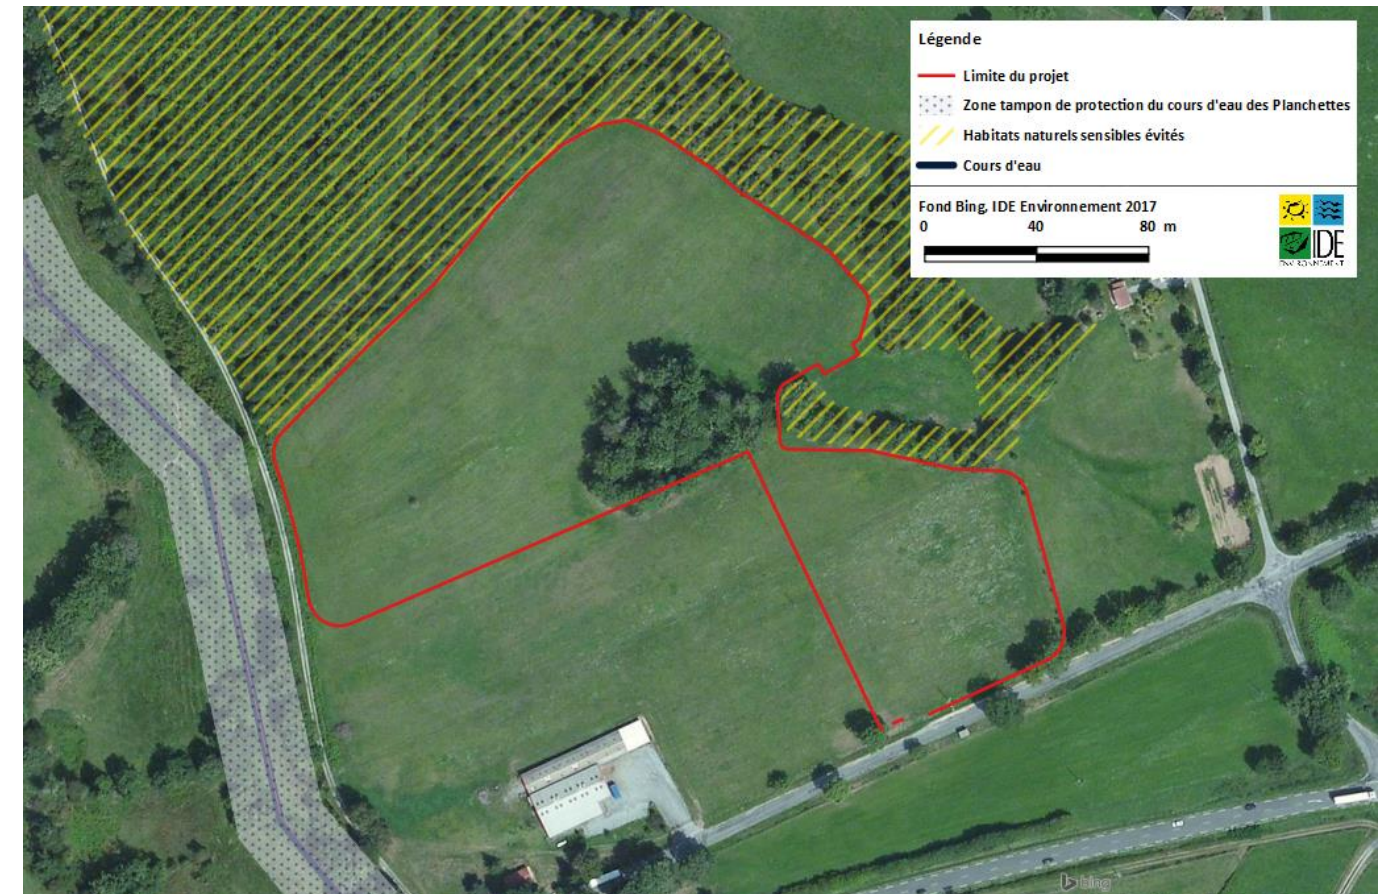 Légende
Limite du projet
Zone tampon de protection du cours d'eau des Planchettes
Habitats naturels sensibles évités
Cours d'eau
Fond Bing, IDE Environnement 2017
0 40 80 m
IDE
ENVIRONNEMENT
bing